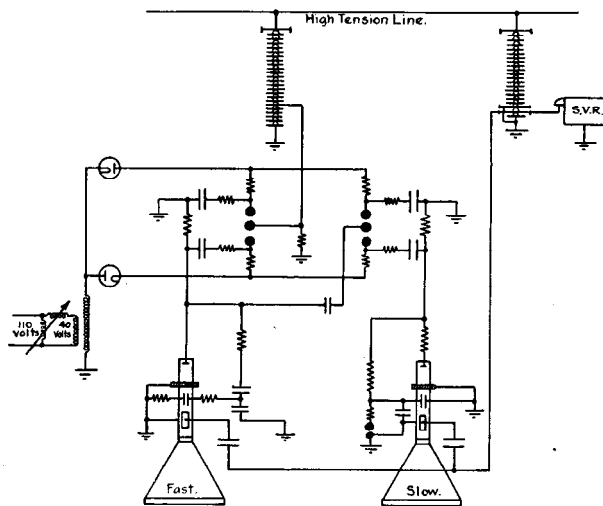 High Tension Line.
S.V.R.
110 Volts
40 Volts
Fast.
Slow.